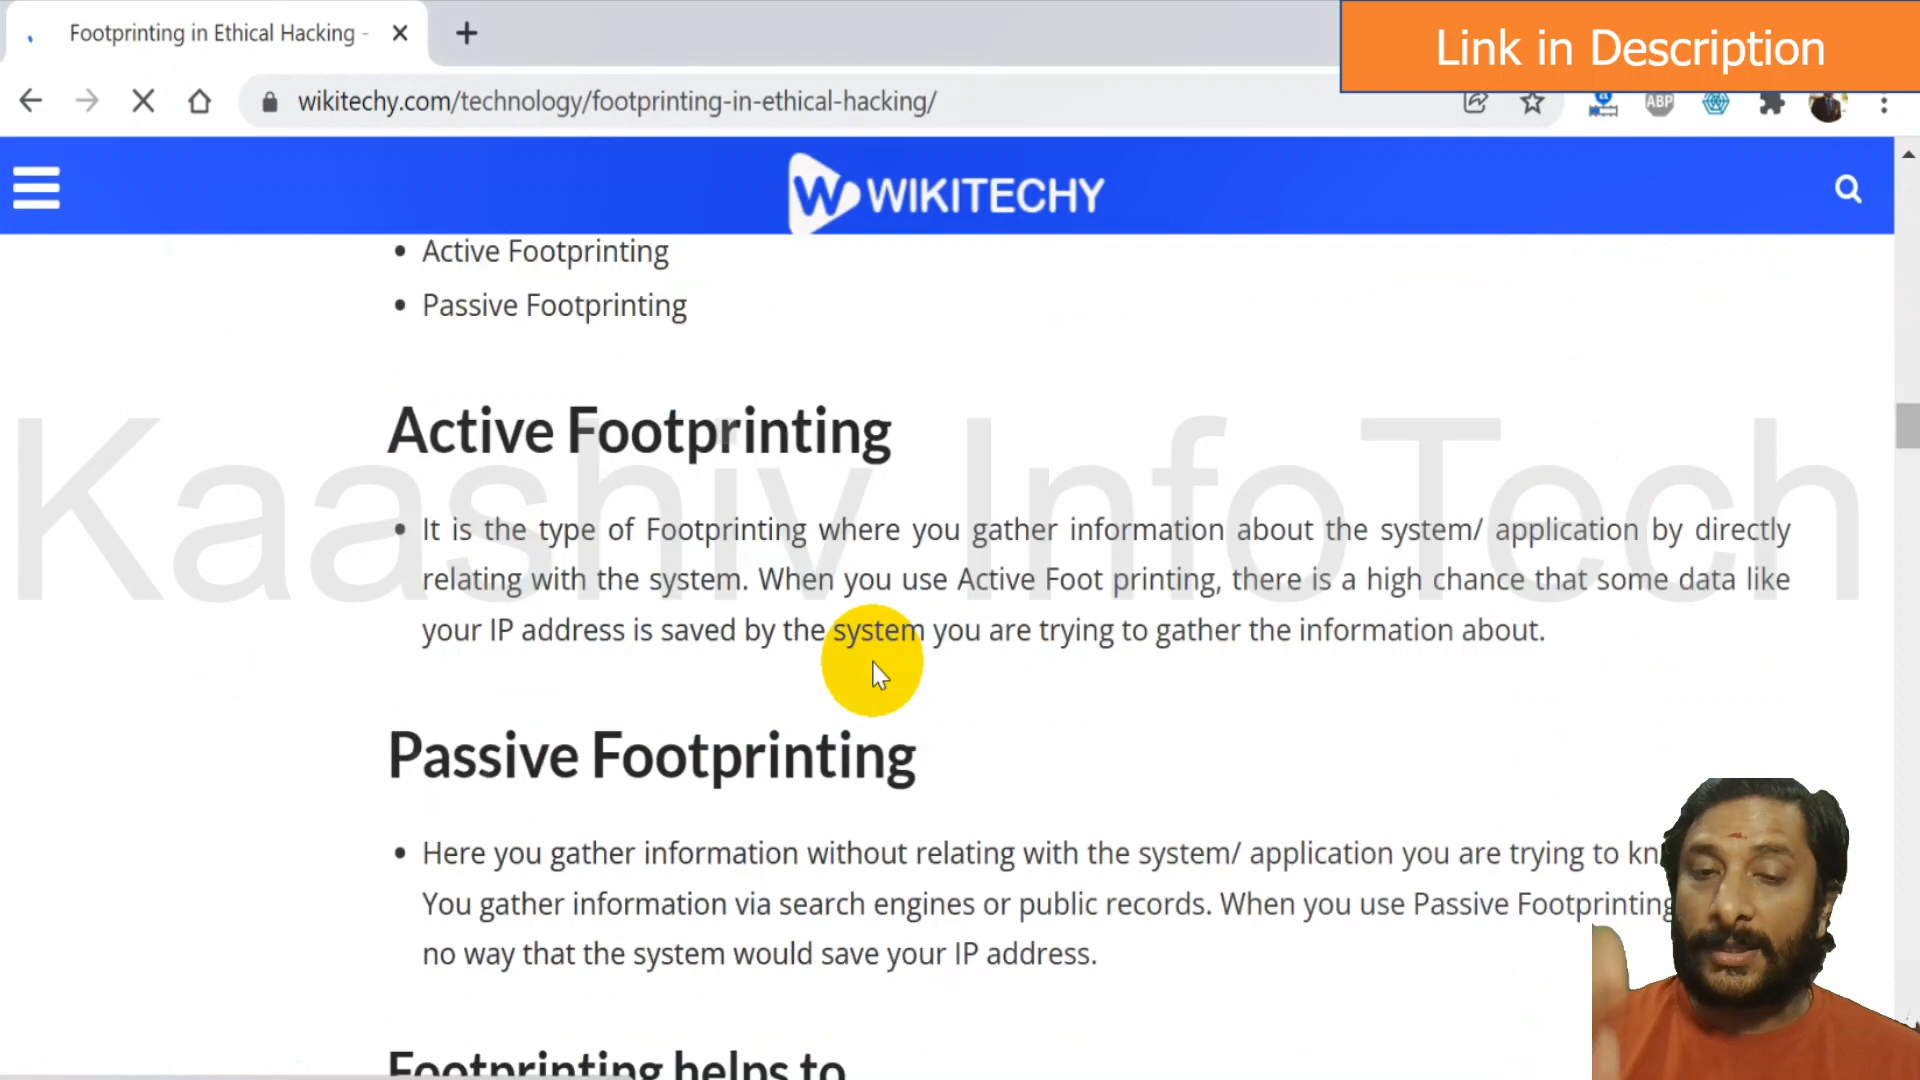 Footprinting in Ethical Hacking -
Link in Description
wikitechy.com/technology/footprinting-in-ethical-hacking/
ABP
W WIKITECHY
• Active Footprinting
• Passive Footprinting
Active Footprinting
Kaashiv InfoTech
• It is the type of Footprinting where you gather information about the system/ application by directly
relating with the system. When you use Active Foot printing, there is a high chance that some data like
your IP address is saved by the system you are trying to gather the information about.
Passive Footprinting
• Here you gather information without relating with the system/ application you are trying to kn
You gather information via search engines or public records. When you use Passive Footprinting
no way that the system would save your IP address.
Footprinting helps to